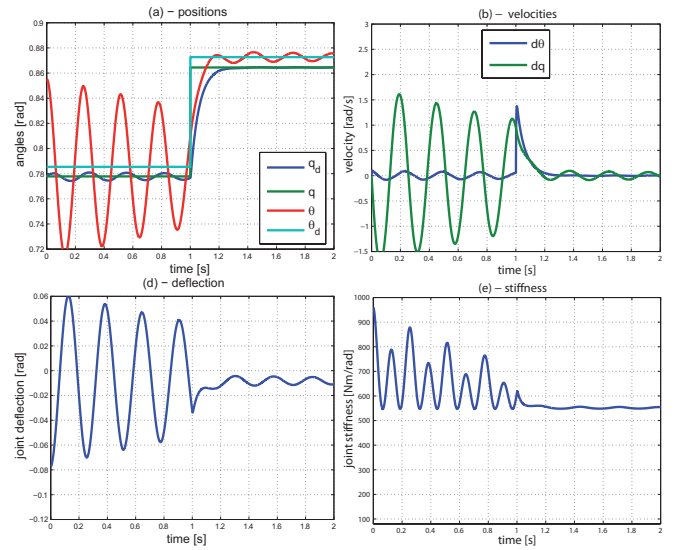 (a) − positions
0.9
0.88
0.86
0.84
0.82
0.8
0.78
0.76
0.74
0.72
angles [rad]
q_d
q
θ
θ_d
0 0.2 0.4 0.6 0.8 1 1.2 1.4 1.6 1.8 2
time [s]
(b) − velocities
3
2.5
2
1.5
1
0.5
0
−0.5
−1
−1.5
velocity [rad/s]
dθ
dq
0 0.2 0.4 0.6 0.8 1 1.2 1.4 1.6 1.8 2
time [s]
(d) − deflection
0.06
0.04
0.02
0
−0.02
−0.04
−0.06
−0.08
−0.1
−0.12
joint deflection [rad]
0 0.2 0.4 0.6 0.8 1 1.2 1.4 1.6 1.8 2
time [s]
(e) − stiffness
1000
900
800
700
600
500
400
300
200
100
joint stiffness [Nm/rad]
0 0.2 0.4 0.6 0.8 1 1.2 1.4 1.6 1.8 2
time [s]